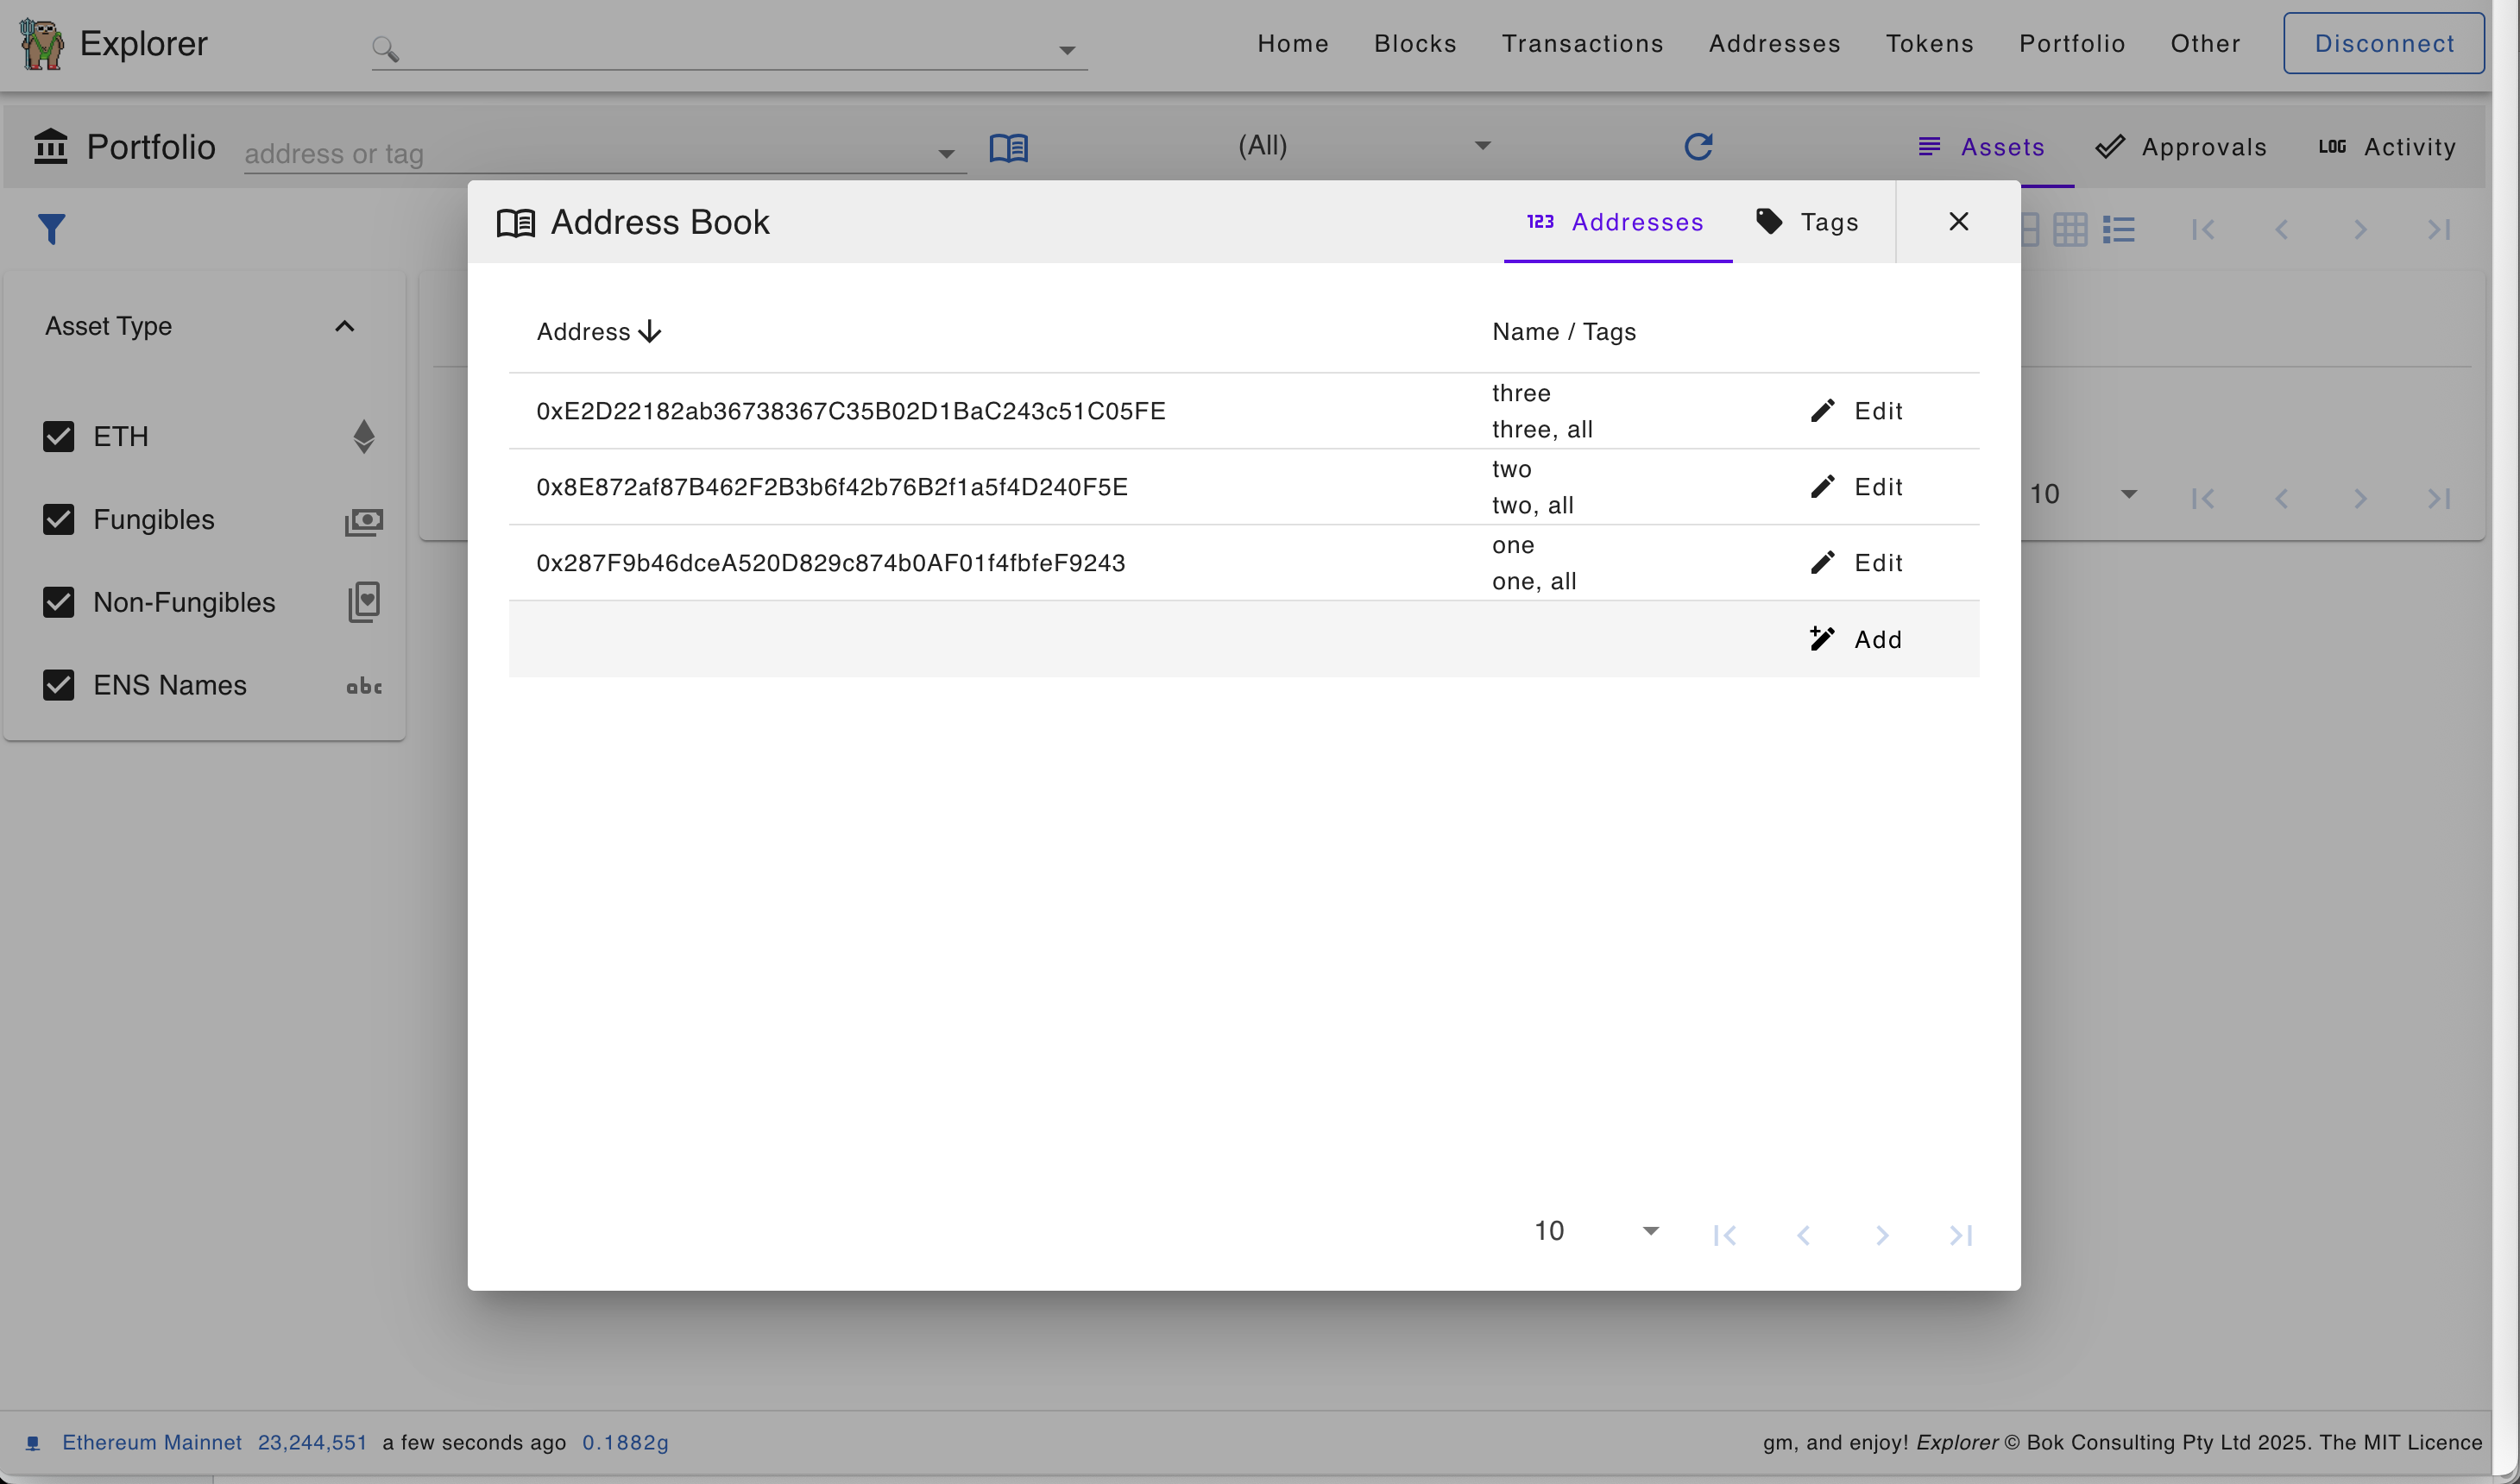 Explorer
Home Blocks Transactions Addresses Tokens Portfolio Other Disconnect
Portfolio address or tag (All) Assets Approvals LOG Activity
Address Book 123 Addresses Tags
Asset Type
ETH
Fungibles
Non-Fungibles
ENS Names abc
Address Name / Tags
0xE2D22182ab36738367C35B02D1BaC243c51C05FE
three
three, all
Edit
0x8E872af87B462F2B3b6f42b76B2f1a5f4D240F5E
two
two, all
Edit
0x287F9b46dceA520D829c874b0AF01f4fbfeF9243
one
one, all
Edit
Add
10
10
Ethereum Mainnet 23,244,551 a few seconds ago 0.1882g
gm, and enjoy! Explorer © Bok Consulting Pty Ltd 2025. The MIT Licence